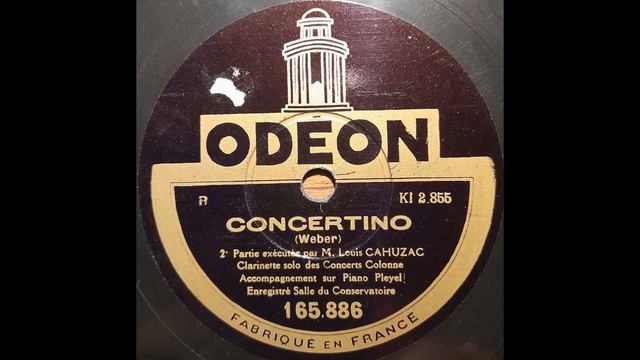 ODEON
R KI 2.855
CONCERTINO
(Weber)
2e Partie exécutée par M. Louis CAHUZAC
Clarinette solo des Concerts Colonne
Accompagnement sur Piano Pleyel
Enregistré Salle du Conservatoire
165.886
FABRIQUÉ EN FRANCE